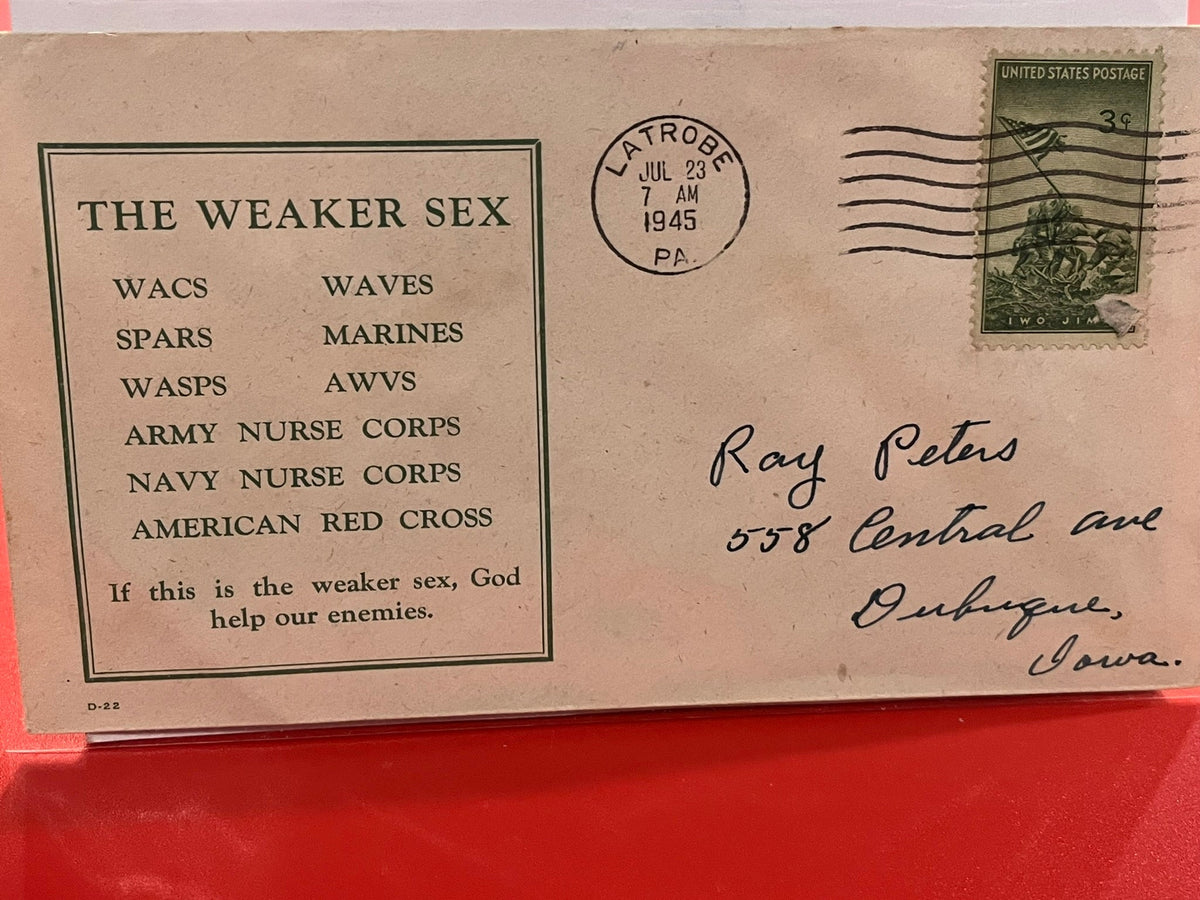 THE WEAKER SEX
WACS WAVES
SPARS MARINES
WASPS AWVS
ARMY NURSE CORPS
NAVY NURSE CORPS
AMERICAN RED CROSS
If this is the weaker sex, God
help our enemies.
D-22
LATROBE
JUL 23
7 AM
1945
PA.
UNITED STATES POSTAGE
3¢
IWO
Ray Peters
558 Central ave
Dubuque,
Iowa.